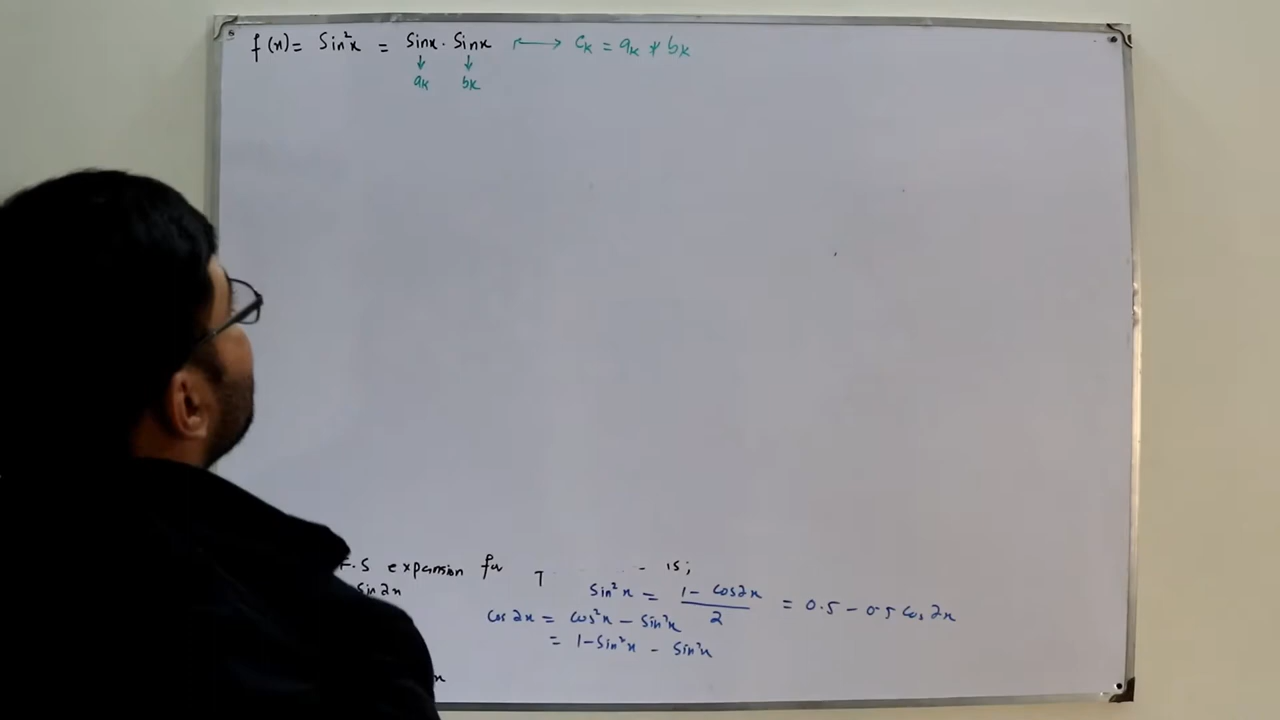 f(x) = Sin²x = Sinx · Sinx ⟷ Cₖ = aₖ * bₖ
↓ ↓
aₖ bₖ
F.S expansion for - is;
Sin2x
Sin²x = (1 - Cos2x)/2 = 0.5 - 0.5 Cos 2x
Cos 2x = Cos²x - Sin²x
= 1 - Sin²x - Sin²x
x